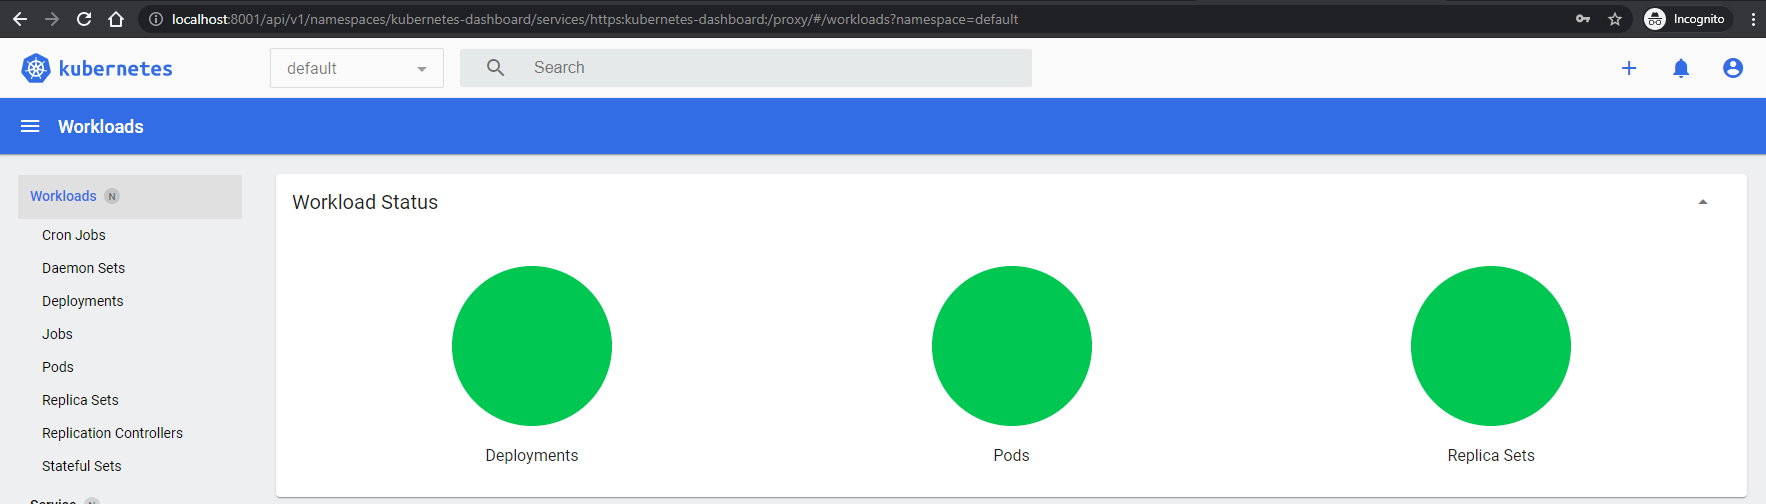 localhost:8001/api/v1/namespaces/kubernetes-dashboard/services/https:kubernetes-dashboard:/proxy/#/workloads?namespace=default
Incognito
kubernetes
default
Search
Workloads
Workloads N
Cron Jobs
Daemon Sets
Deployments
Jobs
Pods
Replica Sets
Replication Controllers
Stateful Sets
Service N
Workload Status
Deployments
Pods
Replica Sets